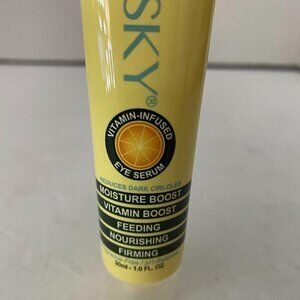 SKY®
VITAMIN-INFUSED
EYE SERUM
REDUCES DARK CIRLCLES
MOISTURE BOOST
VITAMIN BOOST
FEEDING
NOURISHING
FIRMING
30ml - 1.0 FL. OZ.